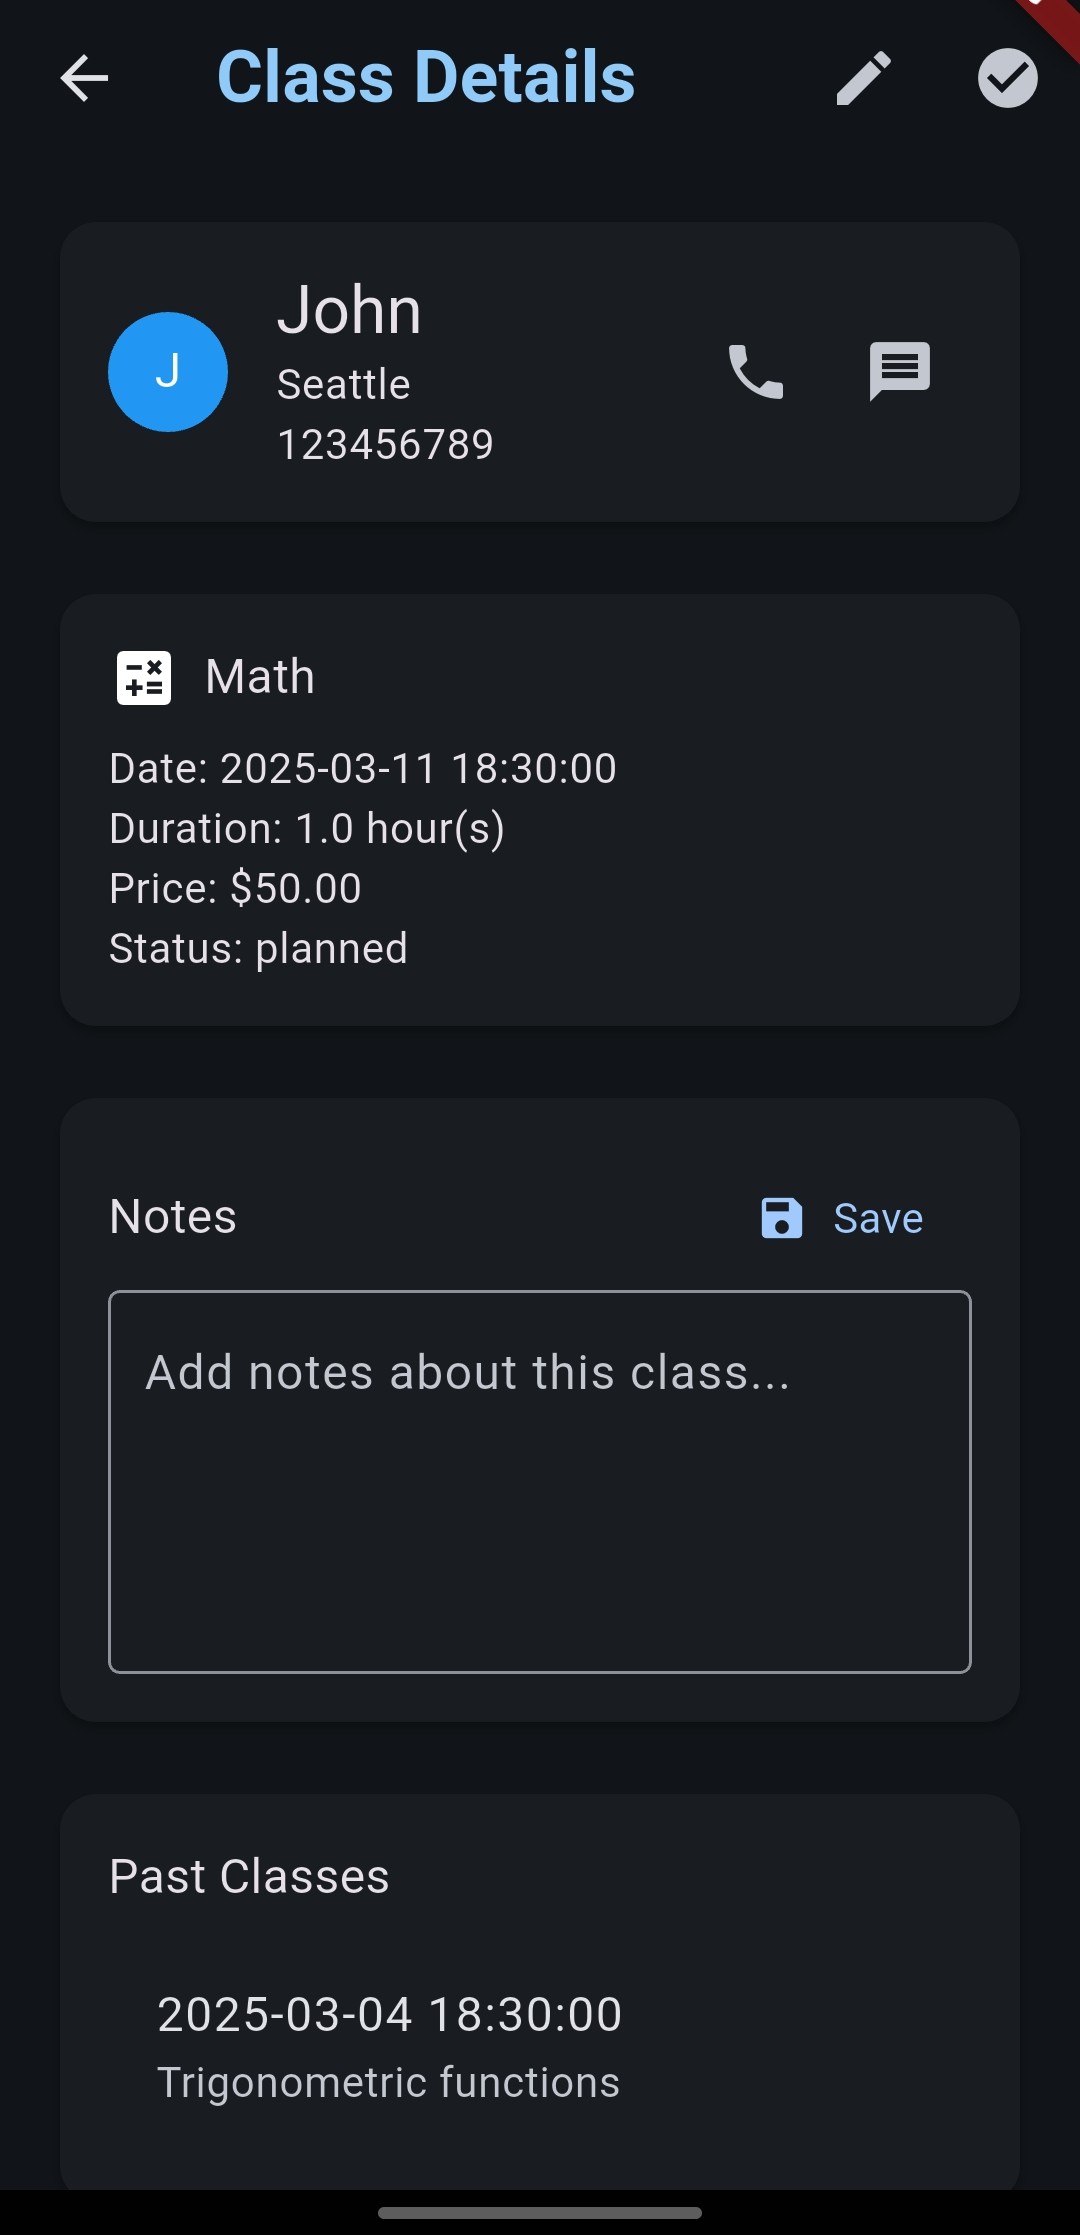 Class Details
J
John
Seattle
123456789
Math
Date: 2025-03-11 18:30:00
Duration: 1.0 hour(s)
Price: $50.00
Status: planned
Notes
Save
Add notes about this class...
Past Classes
2025-03-04 18:30:00
Trigonometric functions